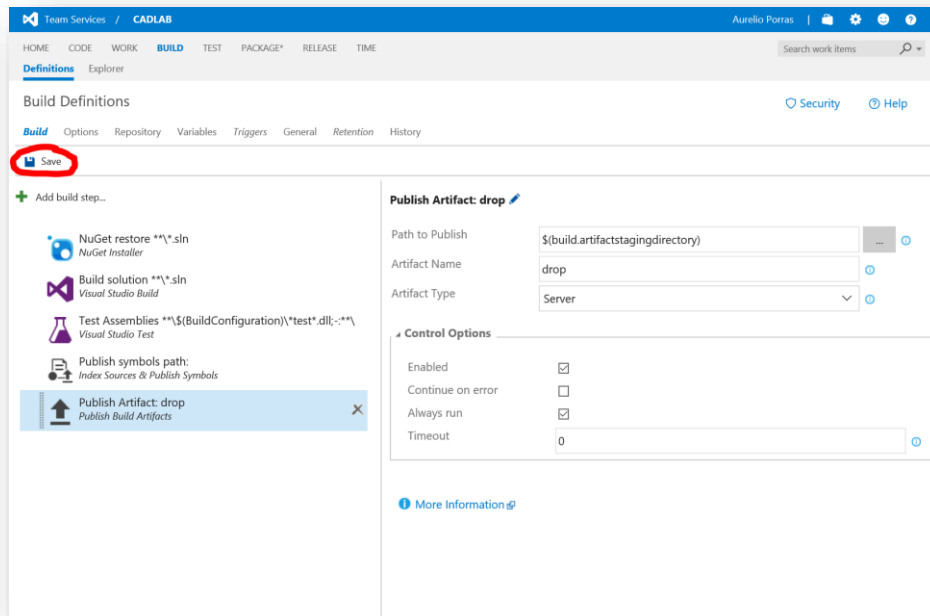 Team Services / CADLAB Aurelio Porras |
HOME CODE WORK BUILD TEST PACKAGE* RELEASE TIME Search work items
Definitions Explorer
Build Definitions Security Help
Build Options Repository Variables Triggers General Retention History
Save
Add build step...
NuGet restore **\*.sln
NuGet Installer
Build solution **\*.sln
Visual Studio Build
Test Assemblies **\$(BuildConfiguration)\*test*.dll;-:**\
Visual Studio Test
Publish symbols path:
Index Sources & Publish Symbols
Publish Artifact: drop
Publish Build Artifacts
Publish Artifact: drop
Path to Publish $(build.artifactstagingdirectory) ...
Artifact Name drop
Artifact Type Server
Control Options
Enabled
Continue on error
Always run
Timeout 0
More Information